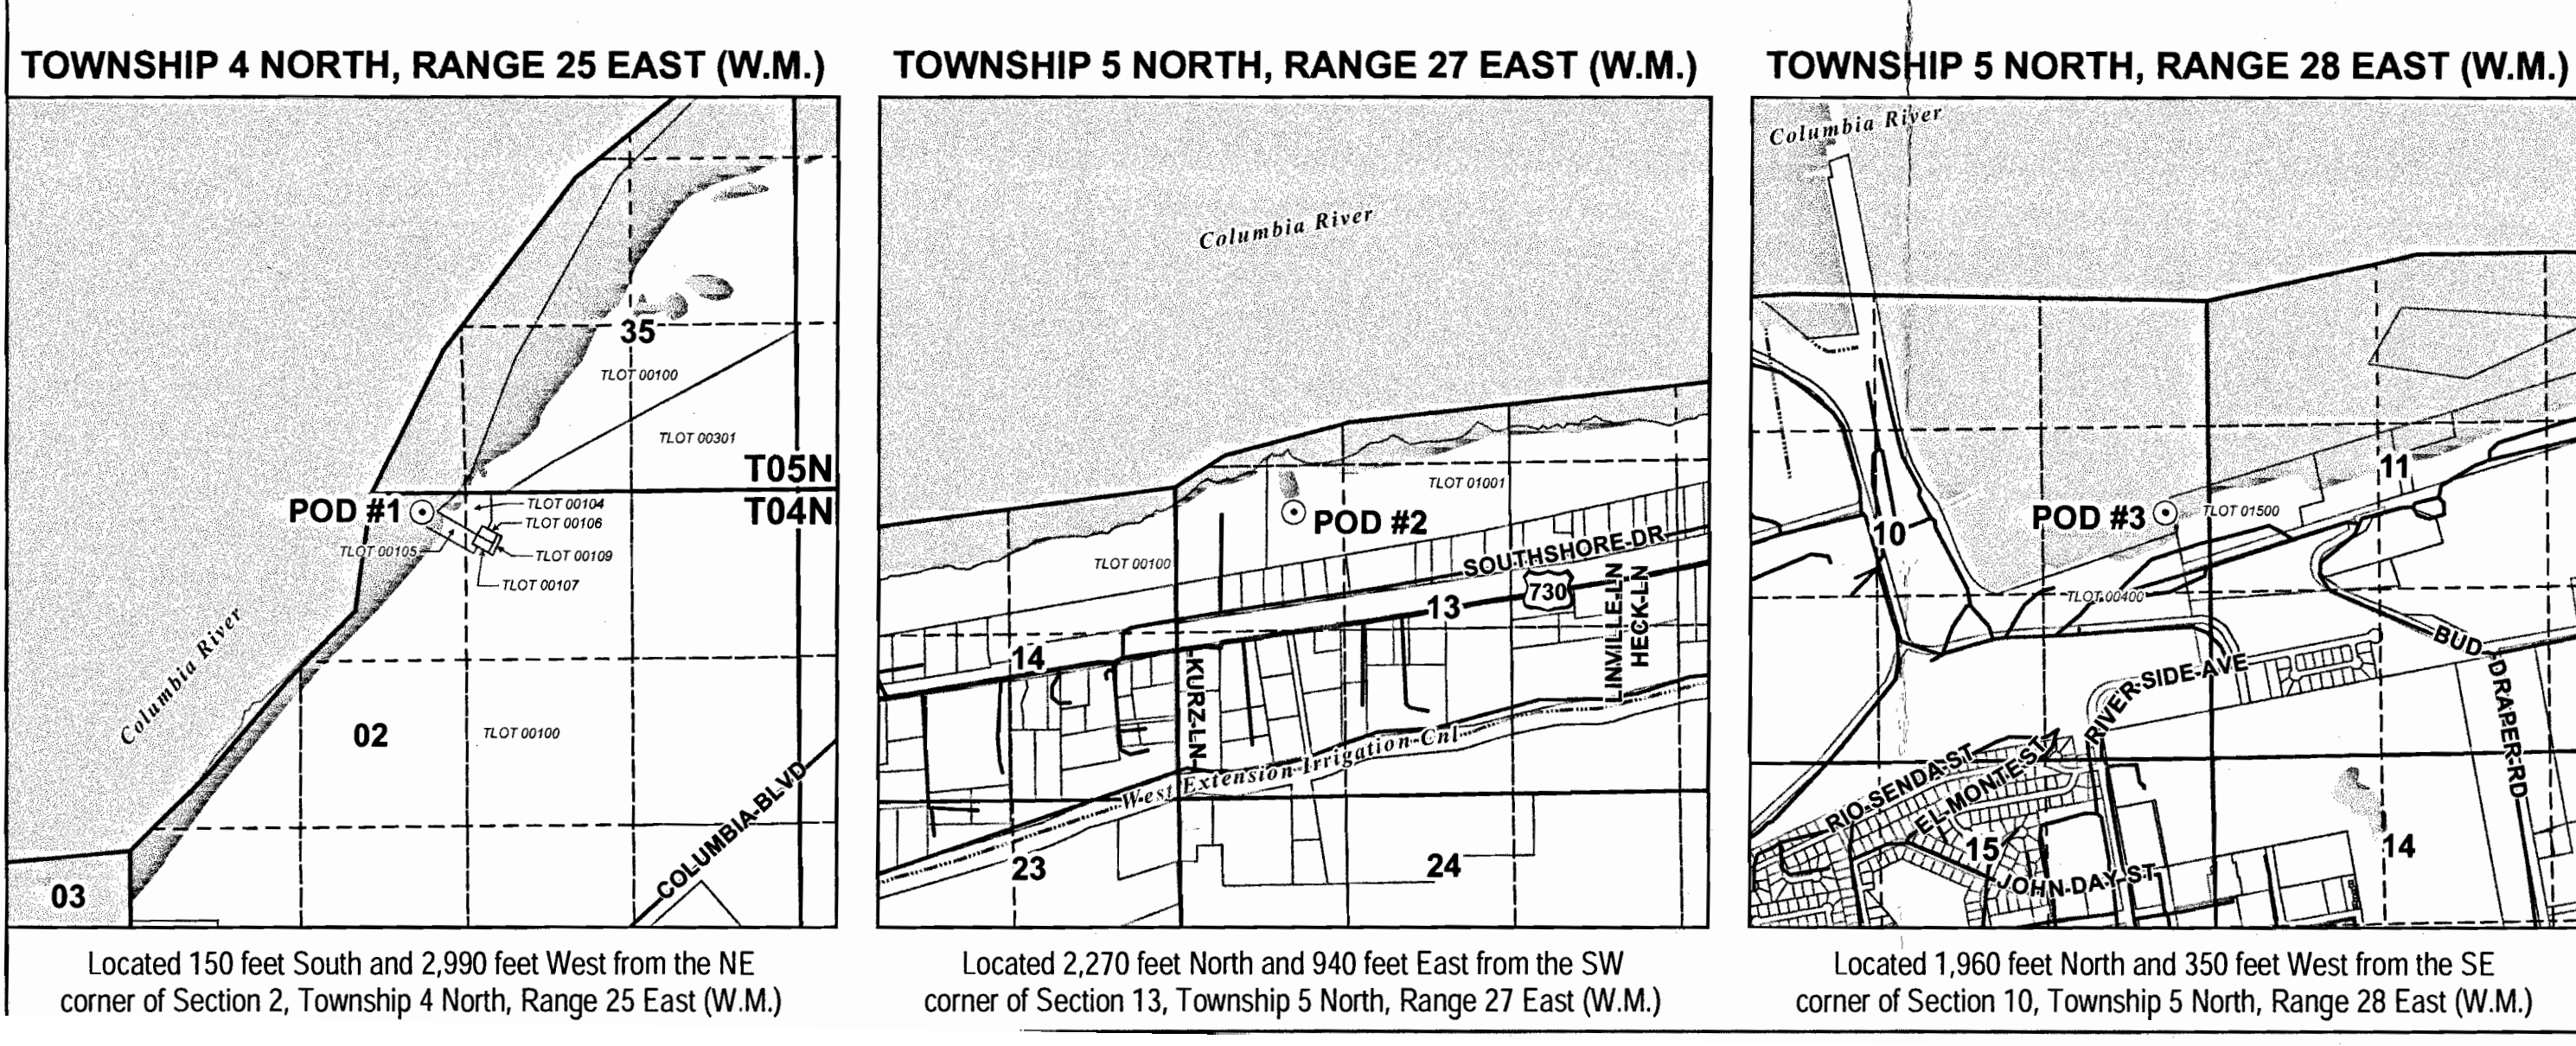 TOWNSHIP 4 NORTH, RANGE 25 EAST (W.M.)
35
TLOT 00100
TLOT 00301
T05N
T04N
POD #1
TLOT 00104
TLOT 00106
TLOT 00105
TLOT 00109
TLOT 00107
Columbia River
02
TLOT 00100
COLUMBIA BLVD
03
Located 150 feet South and 2,990 feet West from the NE
corner of Section 2, Township 4 North, Range 25 East (W.M.)
TOWNSHIP 5 NORTH, RANGE 27 EAST (W.M.)
Columbia River
TLOT 01001
POD #2
TLOT 00100
SOUTHSHORE DR
730
13
LINMILLE LN
HECK LN
14
KURZ LN
West Extension Irrigation Cnl
23
24
Located 2,270 feet North and 940 feet East from the SW
corner of Section 13, Township 5 North, Range 27 East (W.M.)
TOWNSHIP 5 NORTH, RANGE 28 EAST (W.M.)
Columbia River
11
POD #3
TLOT 01500
10
TLOT 00400
BUD DRAPER RD
RIVER SIDE AVE
RIO SENDA ST
EL MONTE ST
15
JOHN DAY ST
14
Located 1,960 feet North and 350 feet West from the SE
corner of Section 10, Township 5 North, Range 28 East (W.M.)